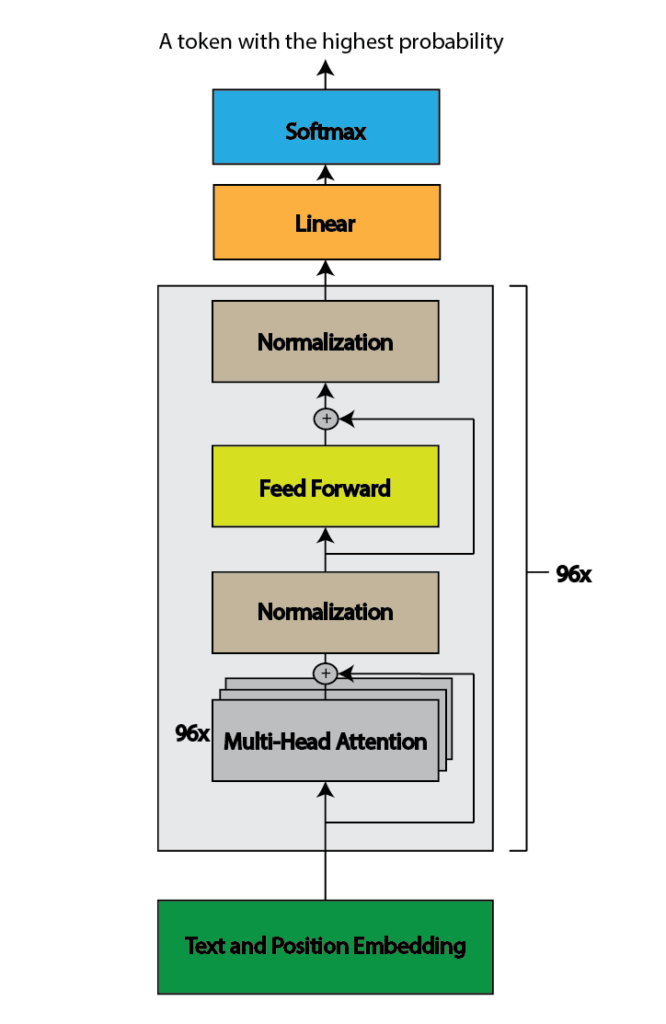 A token with the highest probability
Softmax
Linear
Normalization
+
Feed Forward
96x
Normalization
+
96x
Multi-Head Attention
Text and Position Embedding